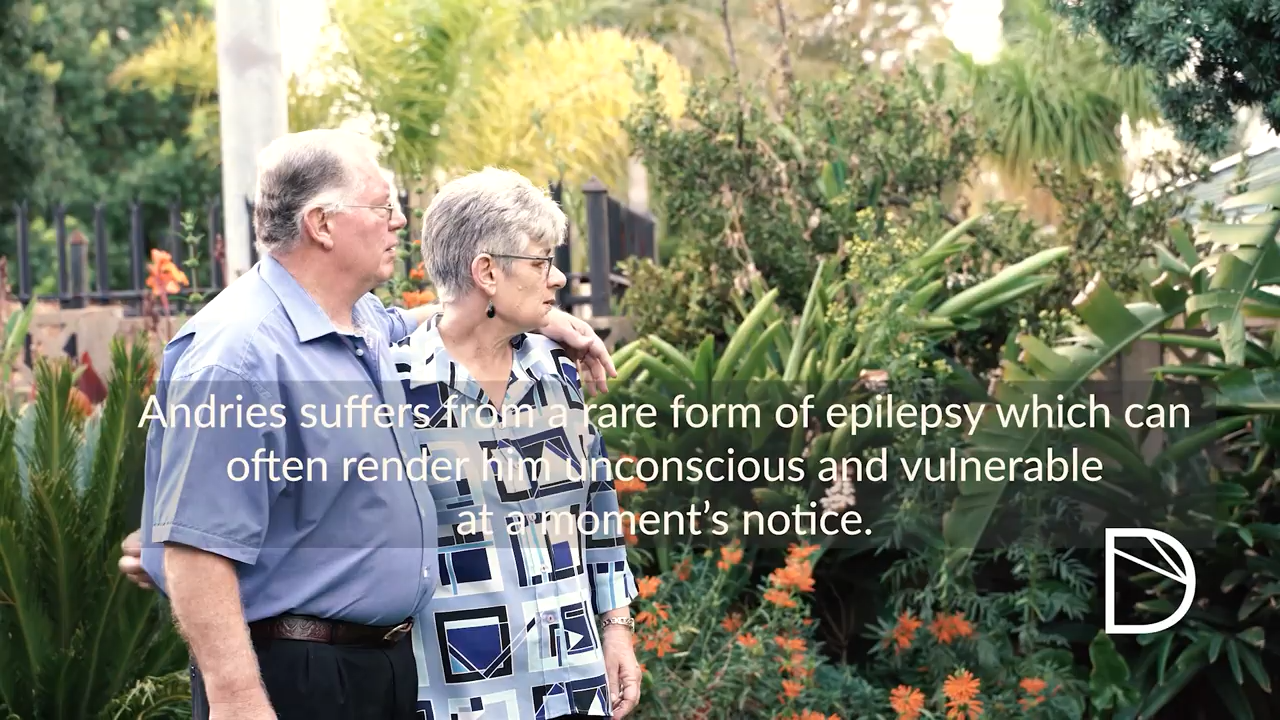 Andries suffers from a rare form of epilepsy which can
often render him unconscious and vulnerable
at a moment’s notice.